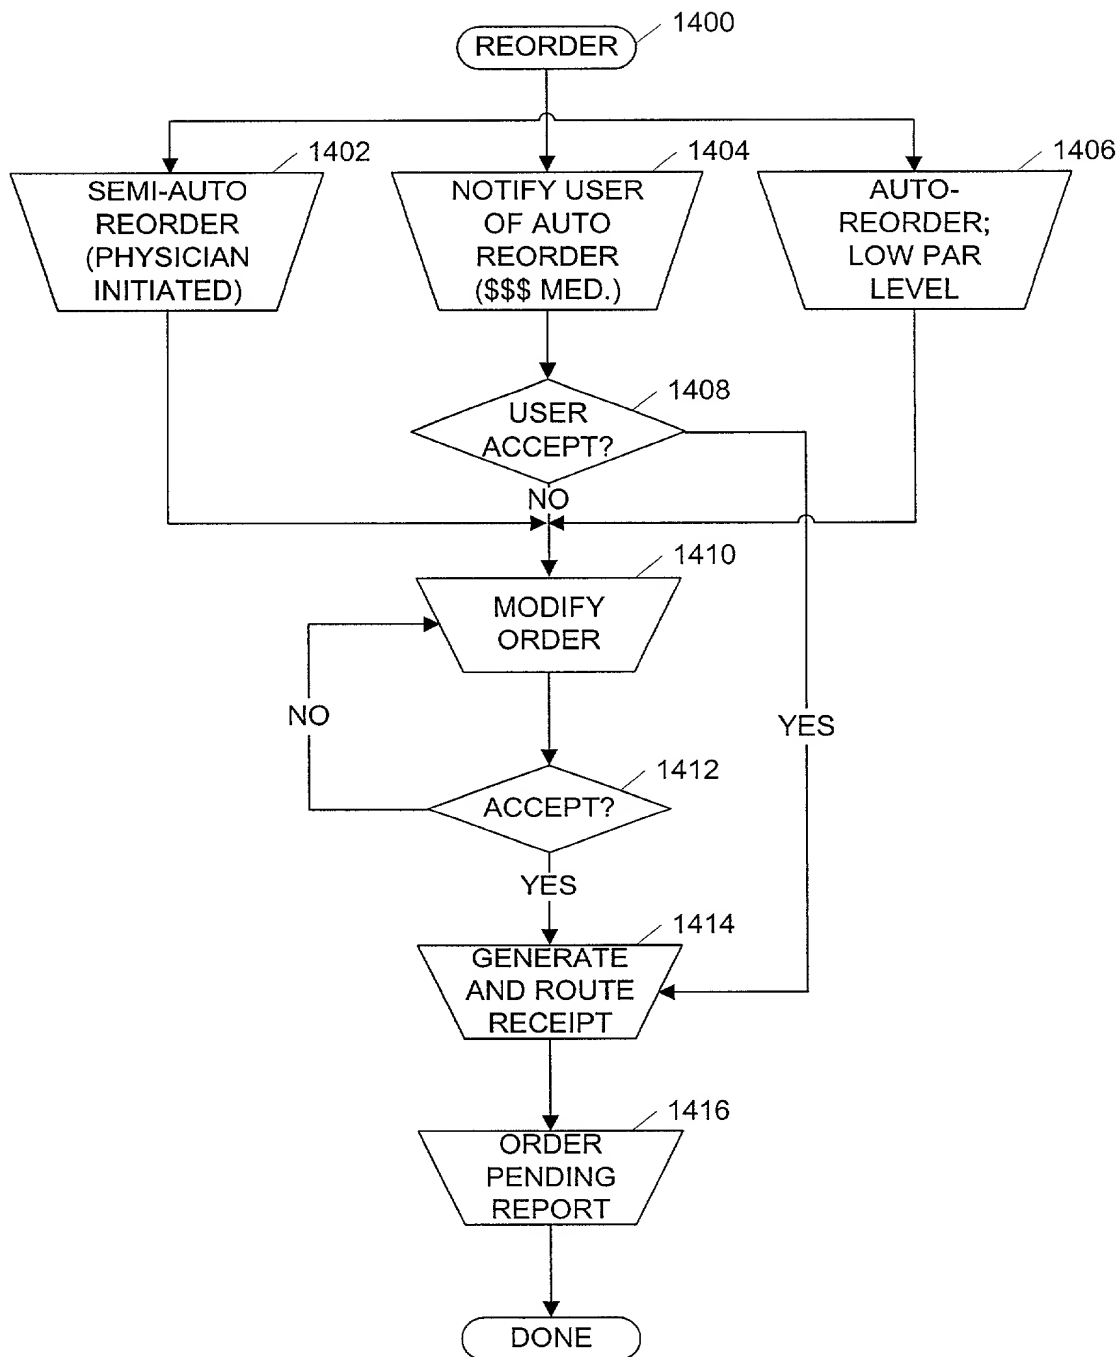 REORDER
1400
1402
SEMI-AUTO
REORDER
(PHYSICIAN
INITIATED)
1404
NOTIFY USER
OF AUTO
REORDER
($$$ MED.)
1406
AUTO-
REORDER;
LOW PAR
LEVEL
1408
USER
ACCEPT?
NO
YES
1410
MODIFY
ORDER
NO
1412
ACCEPT?
YES
1414
GENERATE
AND ROUTE
RECEIPT
1416
ORDER
PENDING
REPORT
DONE